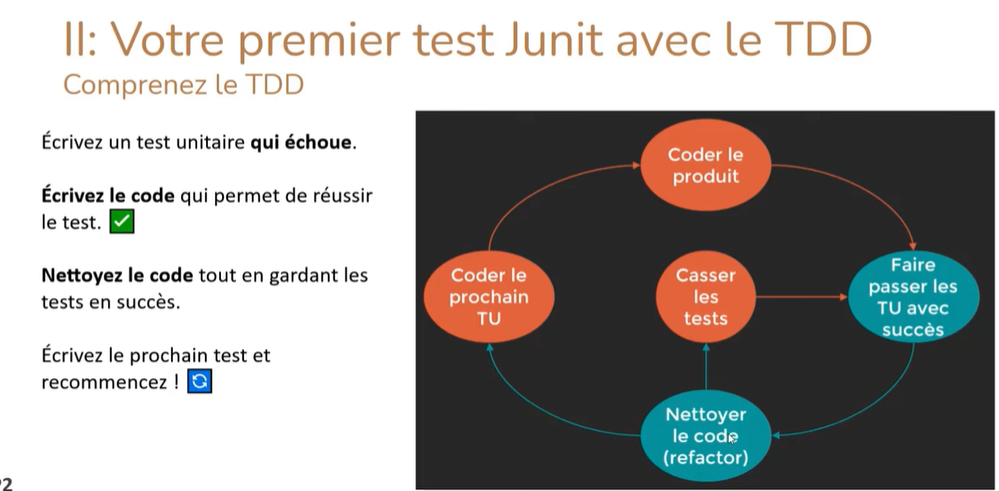 II: Votre premier test Junit avec le TDD
Comprenez le TDD
Écrivez un test unitaire qui échoue.
Écrivez le code qui permet de réussir
le test. ✅
Nettoyez le code tout en gardant les
tests en succès.
Écrivez le prochain test et
recommencez ! 🔄
Coder le
produit
Coder le
prochain
TU
Casser
les
tests
Faire
passer les
TU avec
succès
Nettoyer
le code
(refactor)